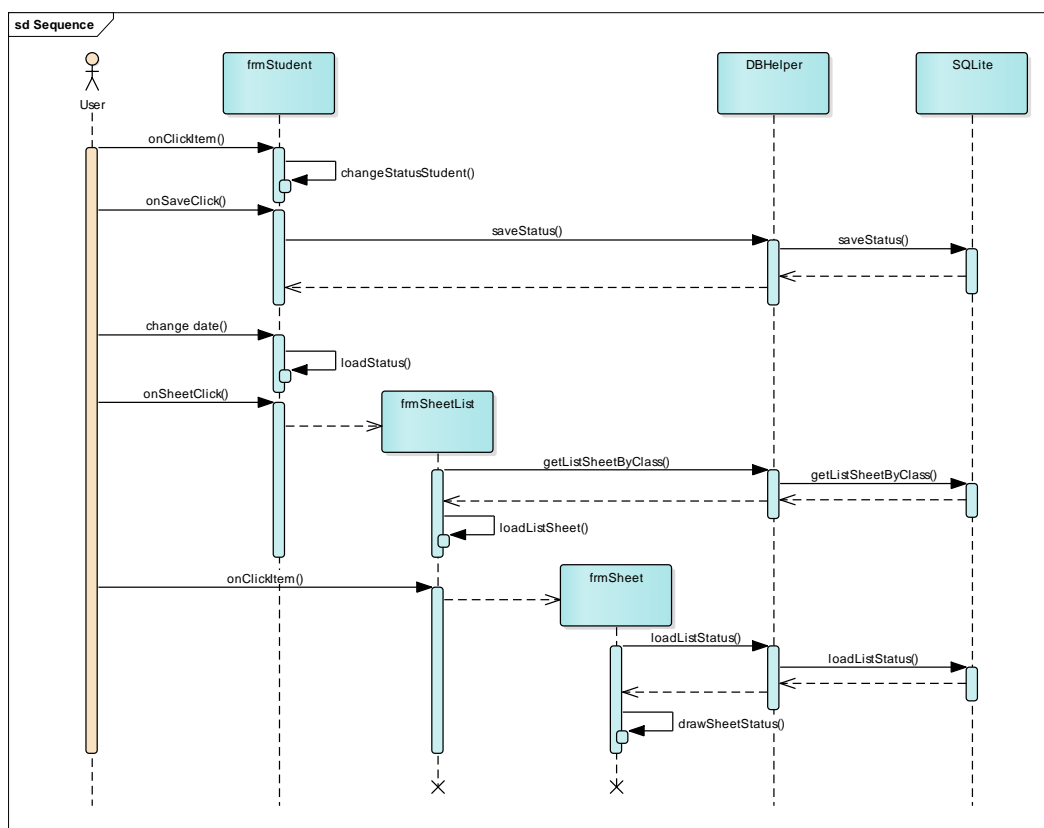 sd Sequence
frmStudent
DBHelper
SQLite
User
onClickItem()
changeStatusStudent()
onSaveClick()
saveStatus()
saveStatus()
change date()
loadStatus()
onSheetClick()
frmSheetList
getListSheetByClass()
getListSheetByClass()
loadListSheet()
onClickItem()
frmSheet
loadListStatus()
loadListStatus()
drawSheetStatus()